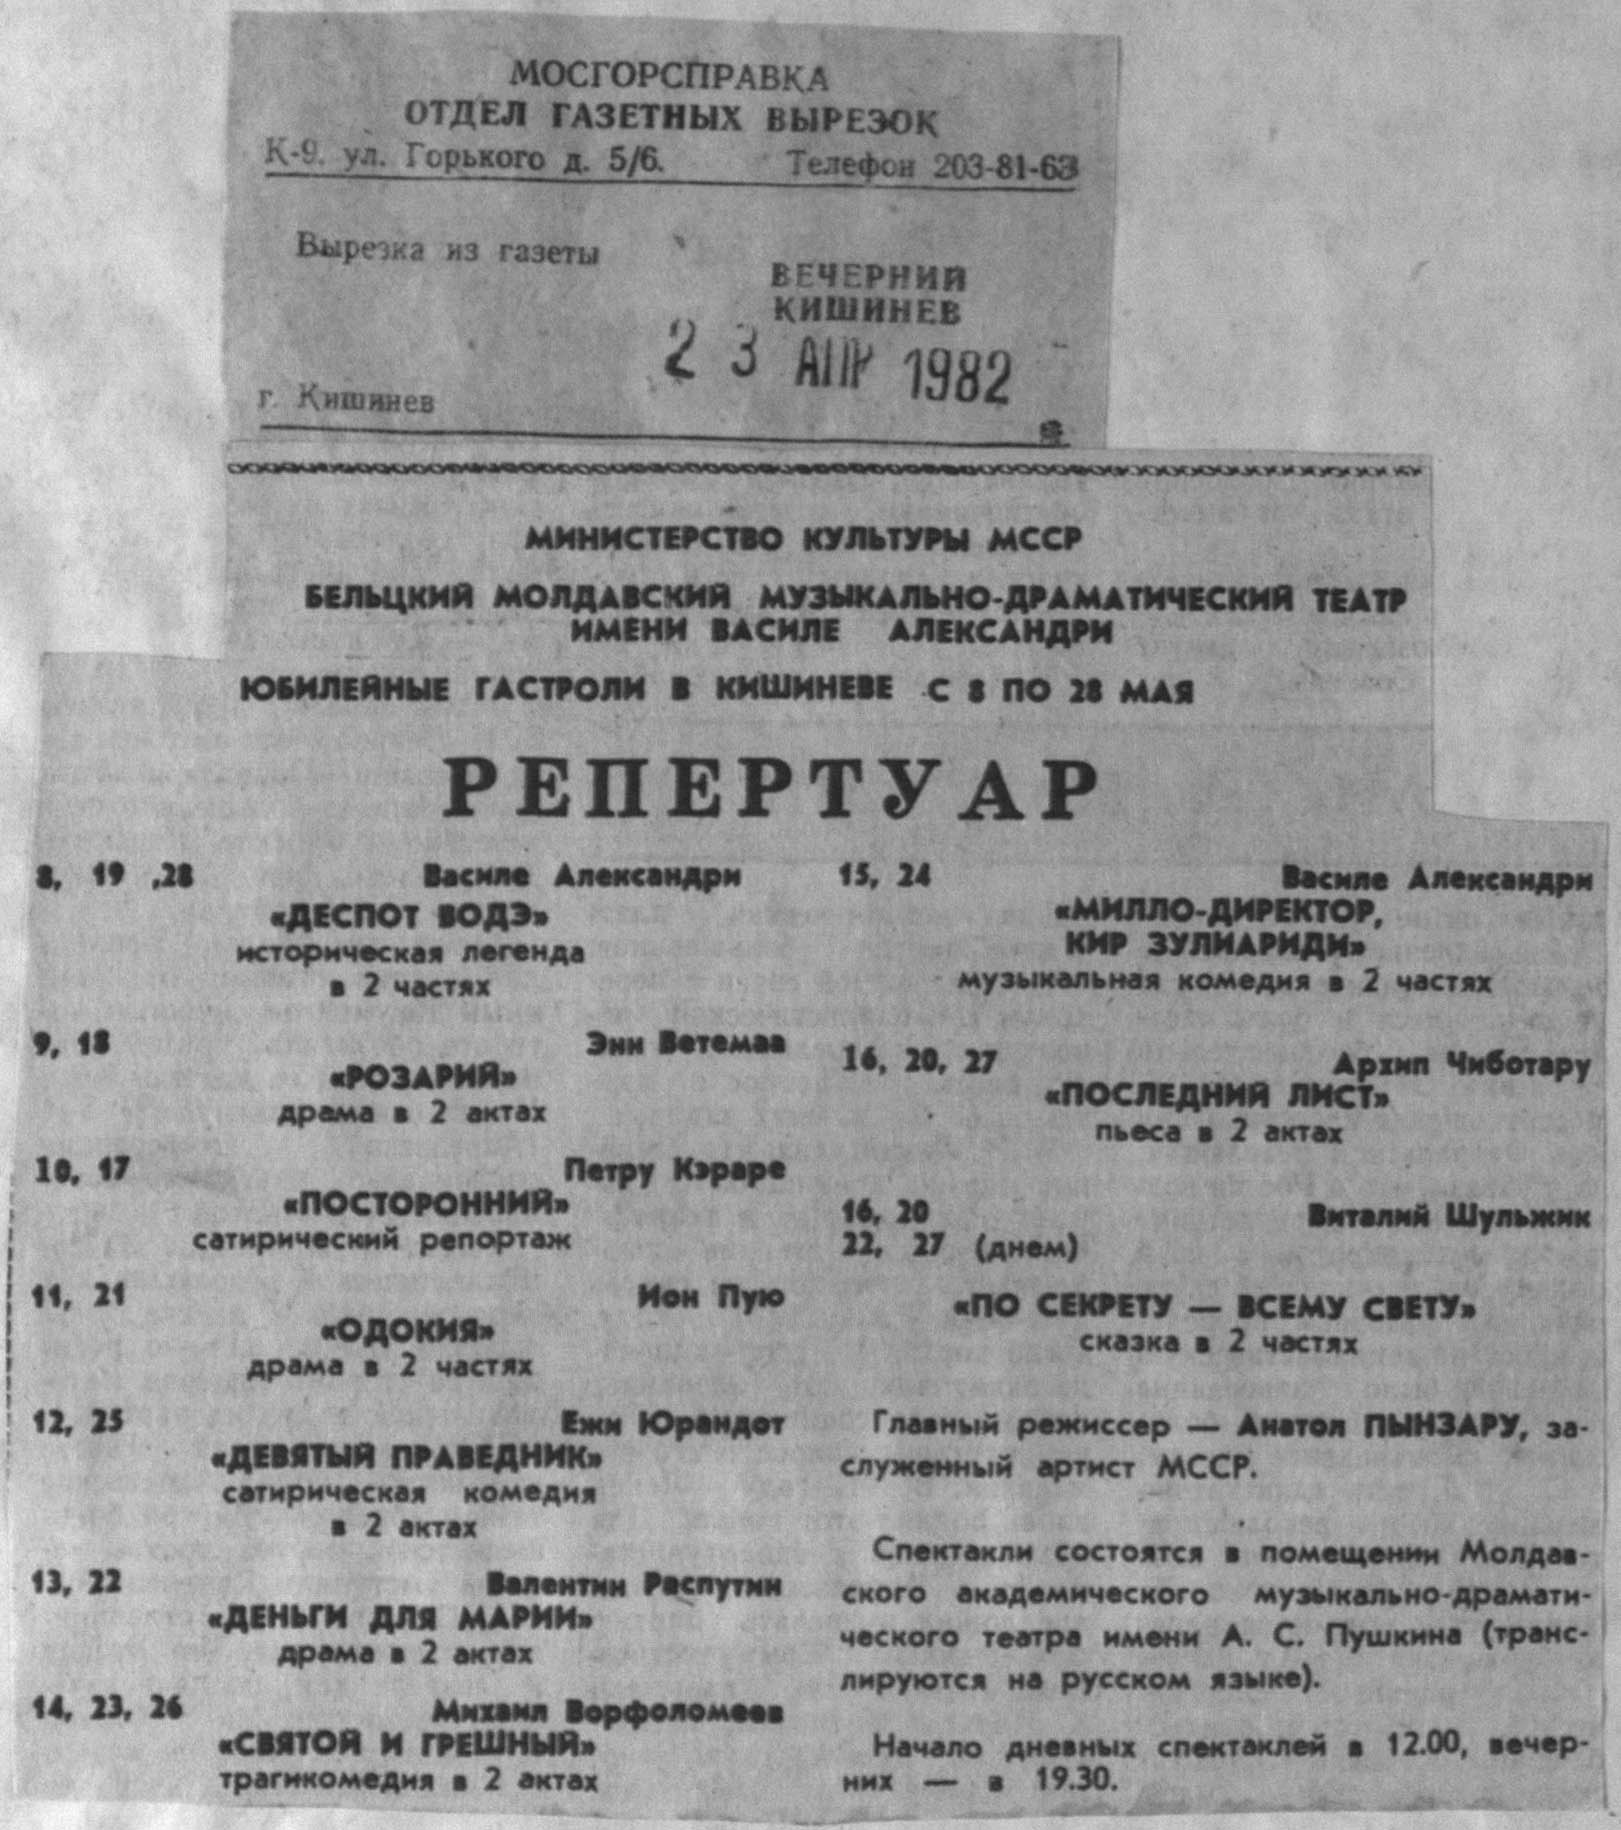 МОСГОРСПРАВКА
ОТДЕЛ ГАЗЕТНЫХ ВЫРЕЗОК
К-9. ул. Горького д. 5/6. Телефон 203-81-63
Вырезка из газеты
ВЕЧЕРНИЙ
КИШИНЕВ
23 АПР 1982
г. Кишинев
МИНИСТЕРСТВО КУЛЬТУРЫ МССР
БЕЛЬЦКИЙ МОЛДАВСКИЙ МУЗЫКАЛЬНО-ДРАМАТИЧЕСКИЙ ТЕАТР
ИМЕНИ ВАСИЛЕ АЛЕКСАНДРИ
ЮБИЛЕЙНЫЕ ГАСТРОЛИ В КИШИНЕВЕ С 8 ПО 28 МАЯ
РЕПЕРТУАР
8, 19 ,28 Василе Александри
«ДЕСПОТ ВОДЭ»
историческая легенда
в 2 частях
9, 18 Энн Ветемаа
«РОЗАРИЙ»
драма в 2 актах
10, 17 Петру Кэраре
«ПОСТОРОННИЙ»
сатирический репортаж
11, 21 Ион Пую
«ОДОКИЯ»
драма в 2 частях
12, 25 Ежи Юрандот
«ДЕВЯТЫЙ ПРАВЕДНИК»
сатирическая комедия
в 2 актах
13, 22 Валентин Распутин
«ДЕНЬГИ ДЛЯ МАРИИ»
драма в 2 актах
14, 23, 26 Михаил Ворфоломеев
«СВЯТОЙ И ГРЕШНЫЙ»
трагикомедия в 2 актах
15, 24 Василе Александри
«МИЛЛО-ДИРЕКТОР,
КИР ЗУЛИАРИДИ»
музыкальная комедия в 2 частях
16, 20, 27 Архип Чиботару
«ПОСЛЕДНИЙ ЛИСТ»
пьеса в 2 актах
16, 20 Виталий Шульжик
22, 27 (днем)
«ПО СЕКРЕТУ — ВСЕМУ СВЕТУ»
сказка в 2 частях
Главный режиссер — Анатол ПЫНЗАРУ, за-
служенный артист МССР.
Спектакли состоятся в помещении Молдав-
ского академического музыкально-драмати-
ческого театра имени А. С. Пушкина (транс-
лируются на русском языке).
Начало дневных спектаклей в 12.00, вечер-
них — в 19.30.